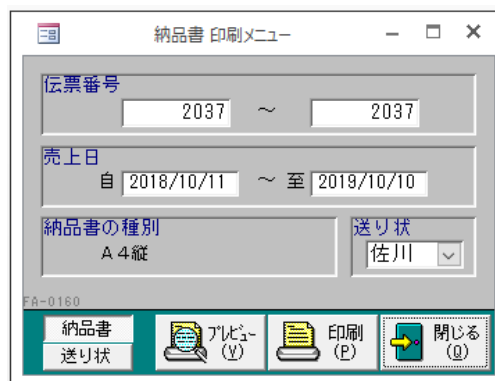 納品書 印刷メニュー
伝票番号
2037 ～ 2037
売上日
自 2018/10/11 ～ 至 2019/10/10
納品書の種別
A4縦
送り状
佐川
FA-0160
納品書
送り状
プレビュー
(V)
印刷
(P)
閉じる
(Q)